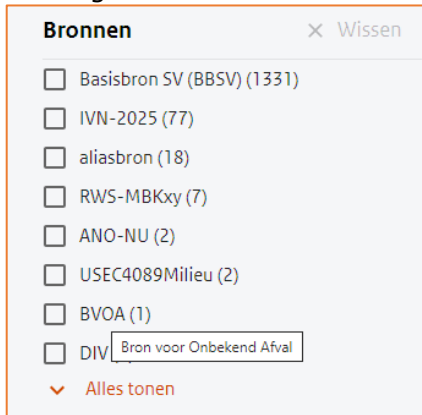 Bronnen
× Wissen
Basisbron SV (BBSV) (1331)
IVN-2025 (77)
aliasbron (18)
RWS-MBKxy (7)
ANO-NU (2)
USEC4089Milieu (2)
BVOA (1)
Bron voor Onbekend Afval
DIV
Alles tonen